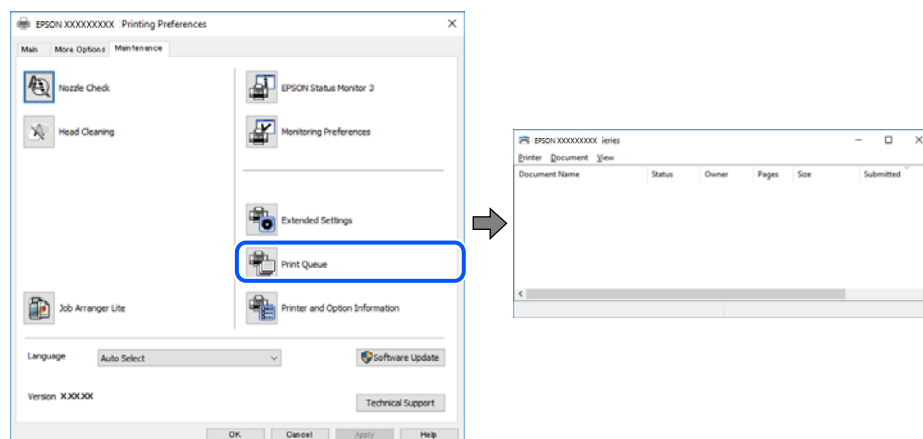 EPSON XXXXXXXXX Printing Preferences
Main More Options Maintenance
Nozzle Check
EPSON Status Monitor 3
Head Cleaning
Monitoring Preferences
Extended Settings
Print Queue
Job Arranger Lite
Printer and Option Information
Language Auto Select Software Update
Version X.XX.XX
Technical Support
OK Cancel Apply Help
EPSON XXXXXXXXX Series
Printer Document View
Document Name Status Owner Pages Size Submitted